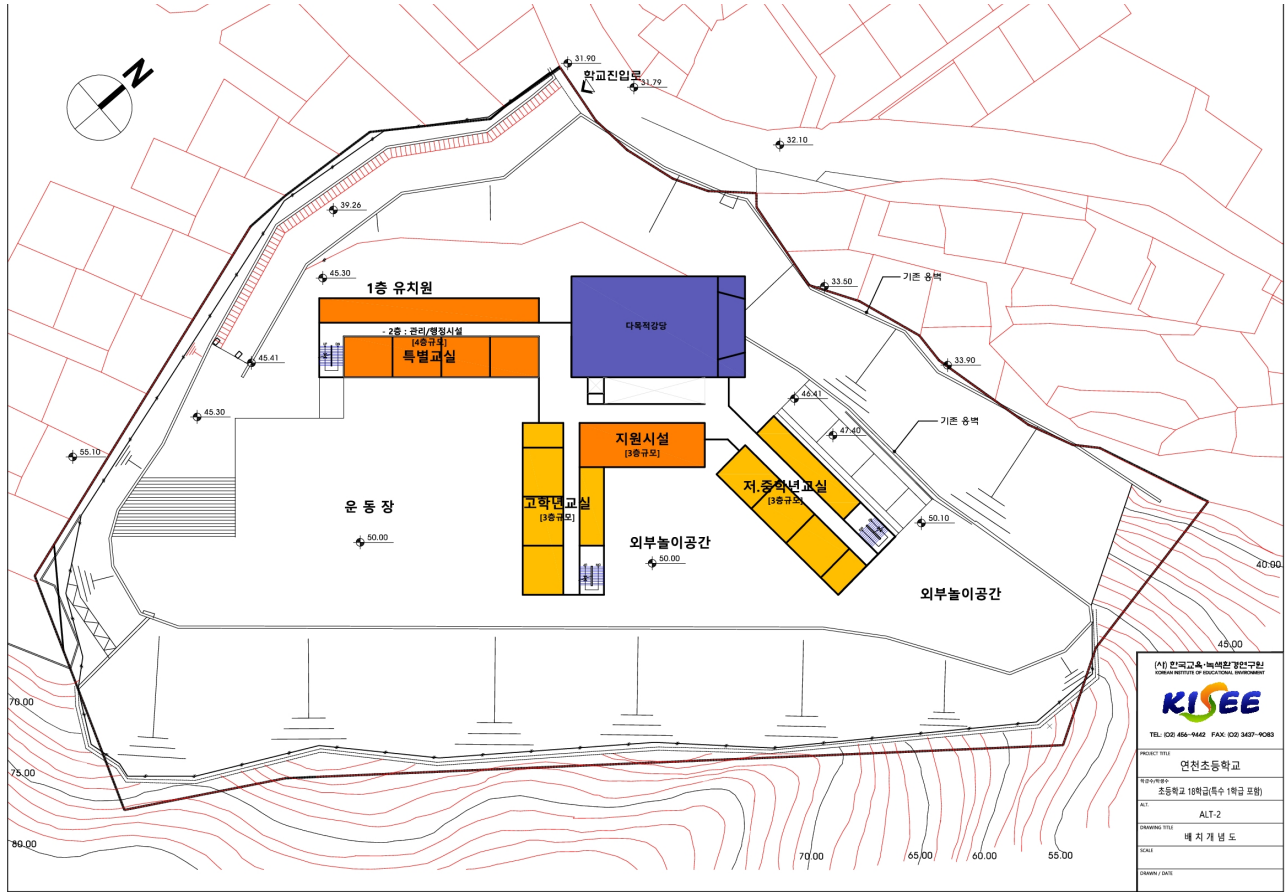 N
31.90
학교진입로
31.79
32.10
39.26
45.30
1층 유치원
33.50
기존 옹벽
- 2층 : 관리/행정시설
[4층규모]
특별교실
다목적강당
45.41
33.90
45.30
46.41
기존 옹벽
47.40
지원시설
[3층규모]
55.10
저.중학년교실
[3층규모]
고학년교실
[3층규모]
운 동 장
50.00
외부놀이공간
50.00
50.10
외부놀이공간
40.00
45.00
70.00
75.00
80.00
70.00
65.00
60.00
55.00
(사) 한국교육·녹색환경연구원
KOREAN INSTITUTE OF EDUCATIONAL ENVIRONMENT
KISEE
TEL: (02) 456-9442 FAX: (02) 3437-9083
PROJECT TITLE
연천초등학교
학급수/학생수
초등학교 18학급(특수 1학급 포함)
ALT.
ALT-2
DRAWING TITLE
배 치 개 념 도
SCALE
DRAWN / DATE